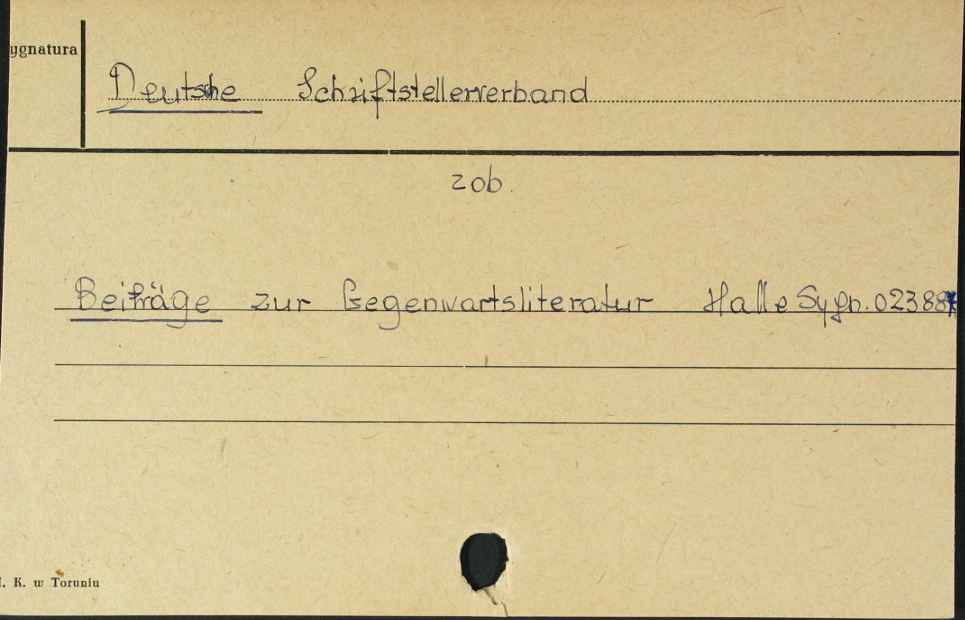 ygnatura
Deutsche Schriftstellerverband
zob.
Beiträge zur Gegenwartsliteratur Halle Sygn. 02388
. K. w Toruniu